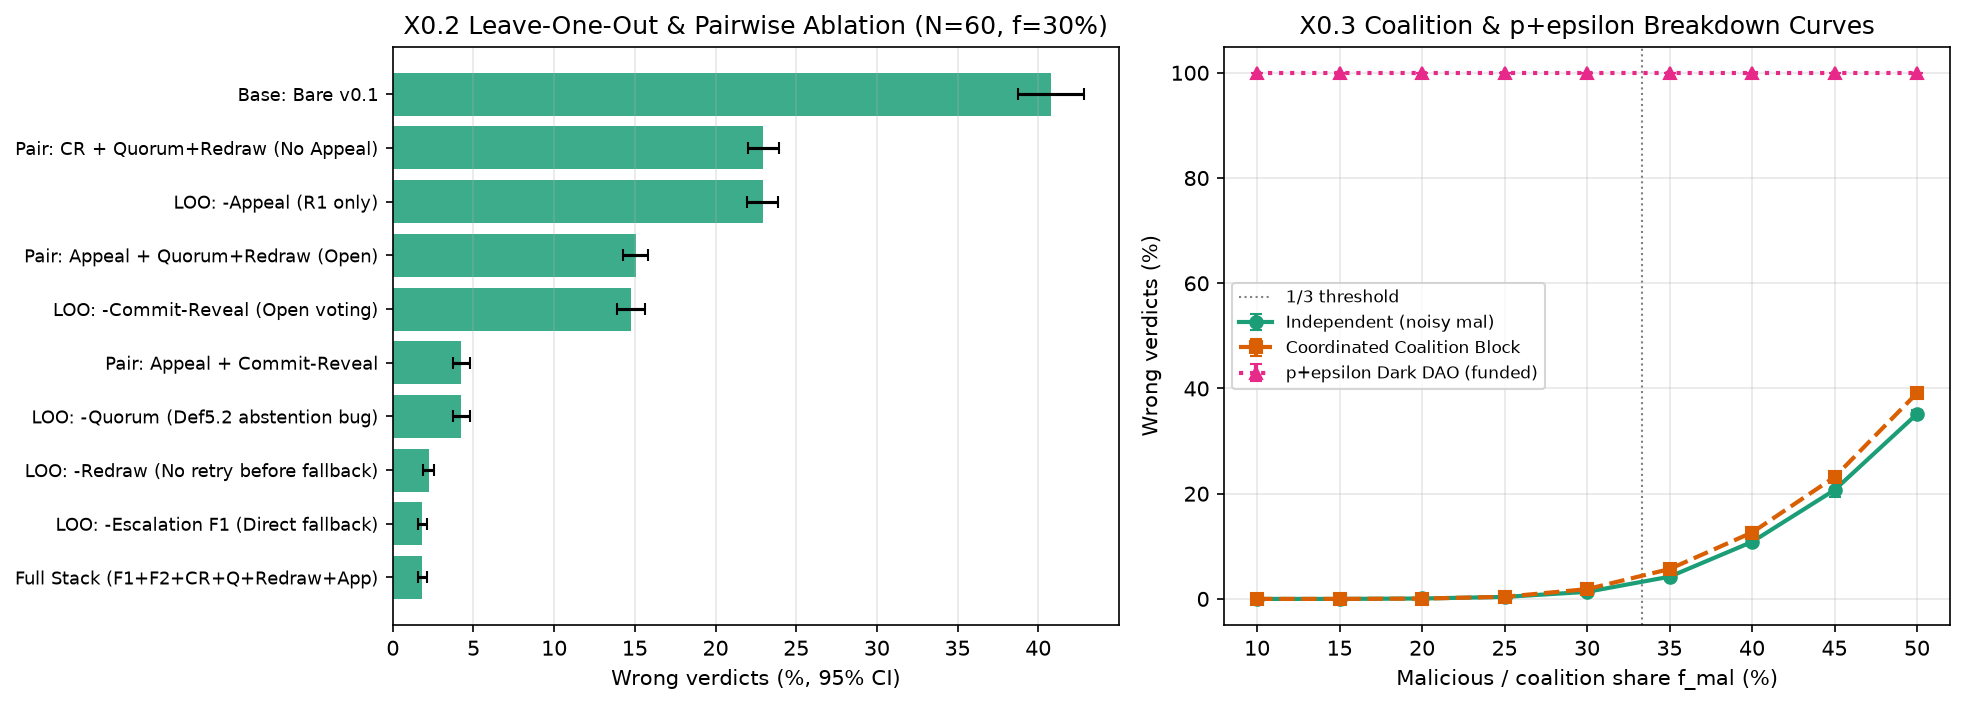 X0.2 Leave-One-Out & Pairwise Ablation (N=60, f=30%)
Base: Bare v0.1
Pair: CR + Quorum+Redraw (No Appeal)
LOO: -Appeal (R1 only)
Pair: Appeal + Quorum+Redraw (Open)
LOO: -Commit-Reveal (Open voting)
Pair: Appeal + Commit-Reveal
LOO: -Quorum (Def5.2 abstention bug)
LOO: -Redraw (No retry before fallback)
LOO: -Escalation F1 (Direct fallback)
Full Stack (F1+F2+CR+Q+Redraw+App)
0 5 10 15 20 25 30 35 40
Wrong verdicts (%, 95% CI)
X0.3 Coalition & p+epsilon Breakdown Curves
Wrong verdicts (%)
100
80
60
40
20
0
1/3 threshold
Independent (noisy mal)
Coordinated Coalition Block
p+epsilon Dark DAO (funded)
10 15 20 25 30 35 40 45 50
Malicious / coalition share f_mal (%)